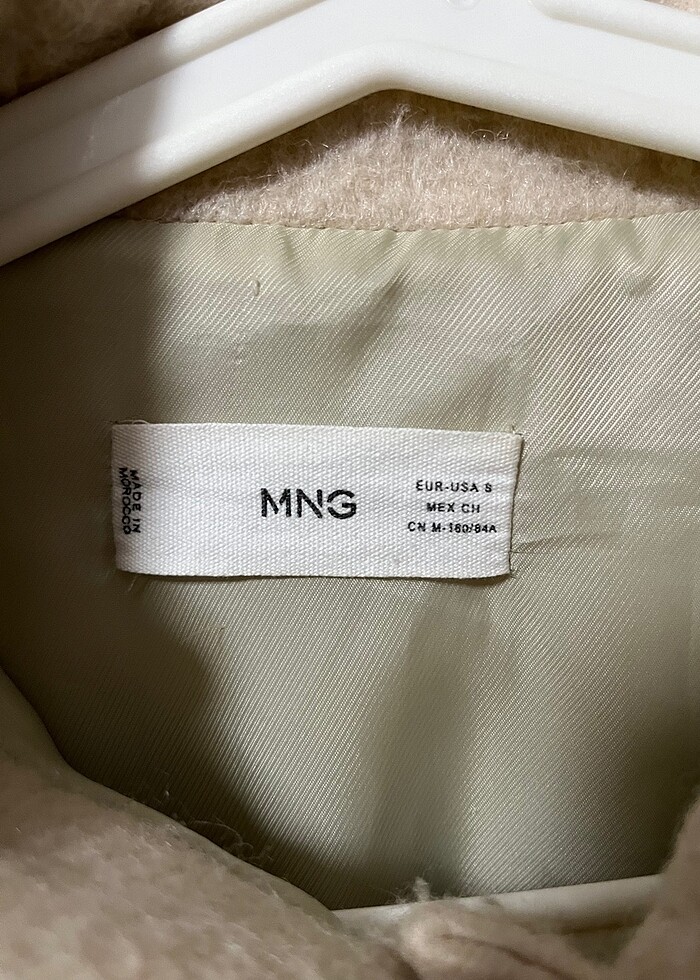 MADE IN
MOROCCO
MNG
EUR-USA S
MEX CH
CN M-160/84A